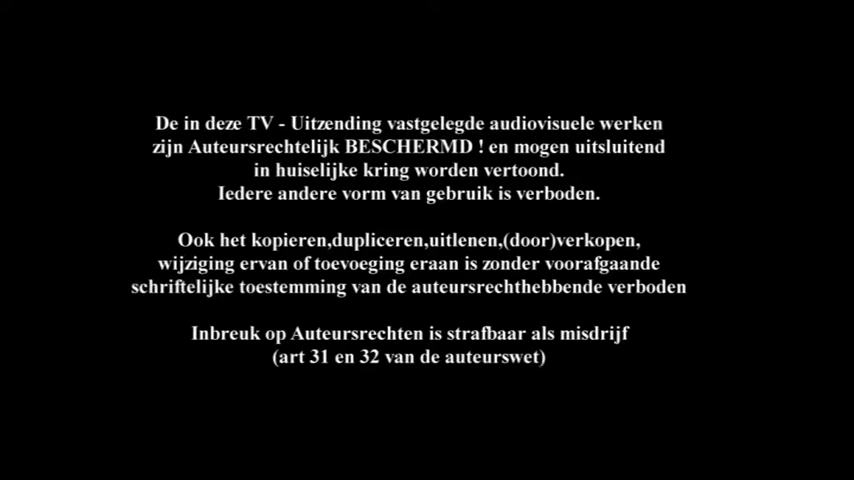 De in deze TV - Uitzending vastgelegde audiovisuele werken
zijn Auteursrechtelijk BESCHERMD ! en mogen uitsluitend
in huiselijke kring worden vertoond.
Iedere andere vorm van gebruik is verboden.
Ook het kopieren,dupliceren,uitlenen,(door)verkopen,
wijziging ervan of toevoeging eraan is zonder voorafgaande
schriftelijke toestemming van de auteursrechthebbende verboden
Inbreuk op Auteursrechten is strafbaar als misdrijf
(art 31 en 32 van de auteurswet)